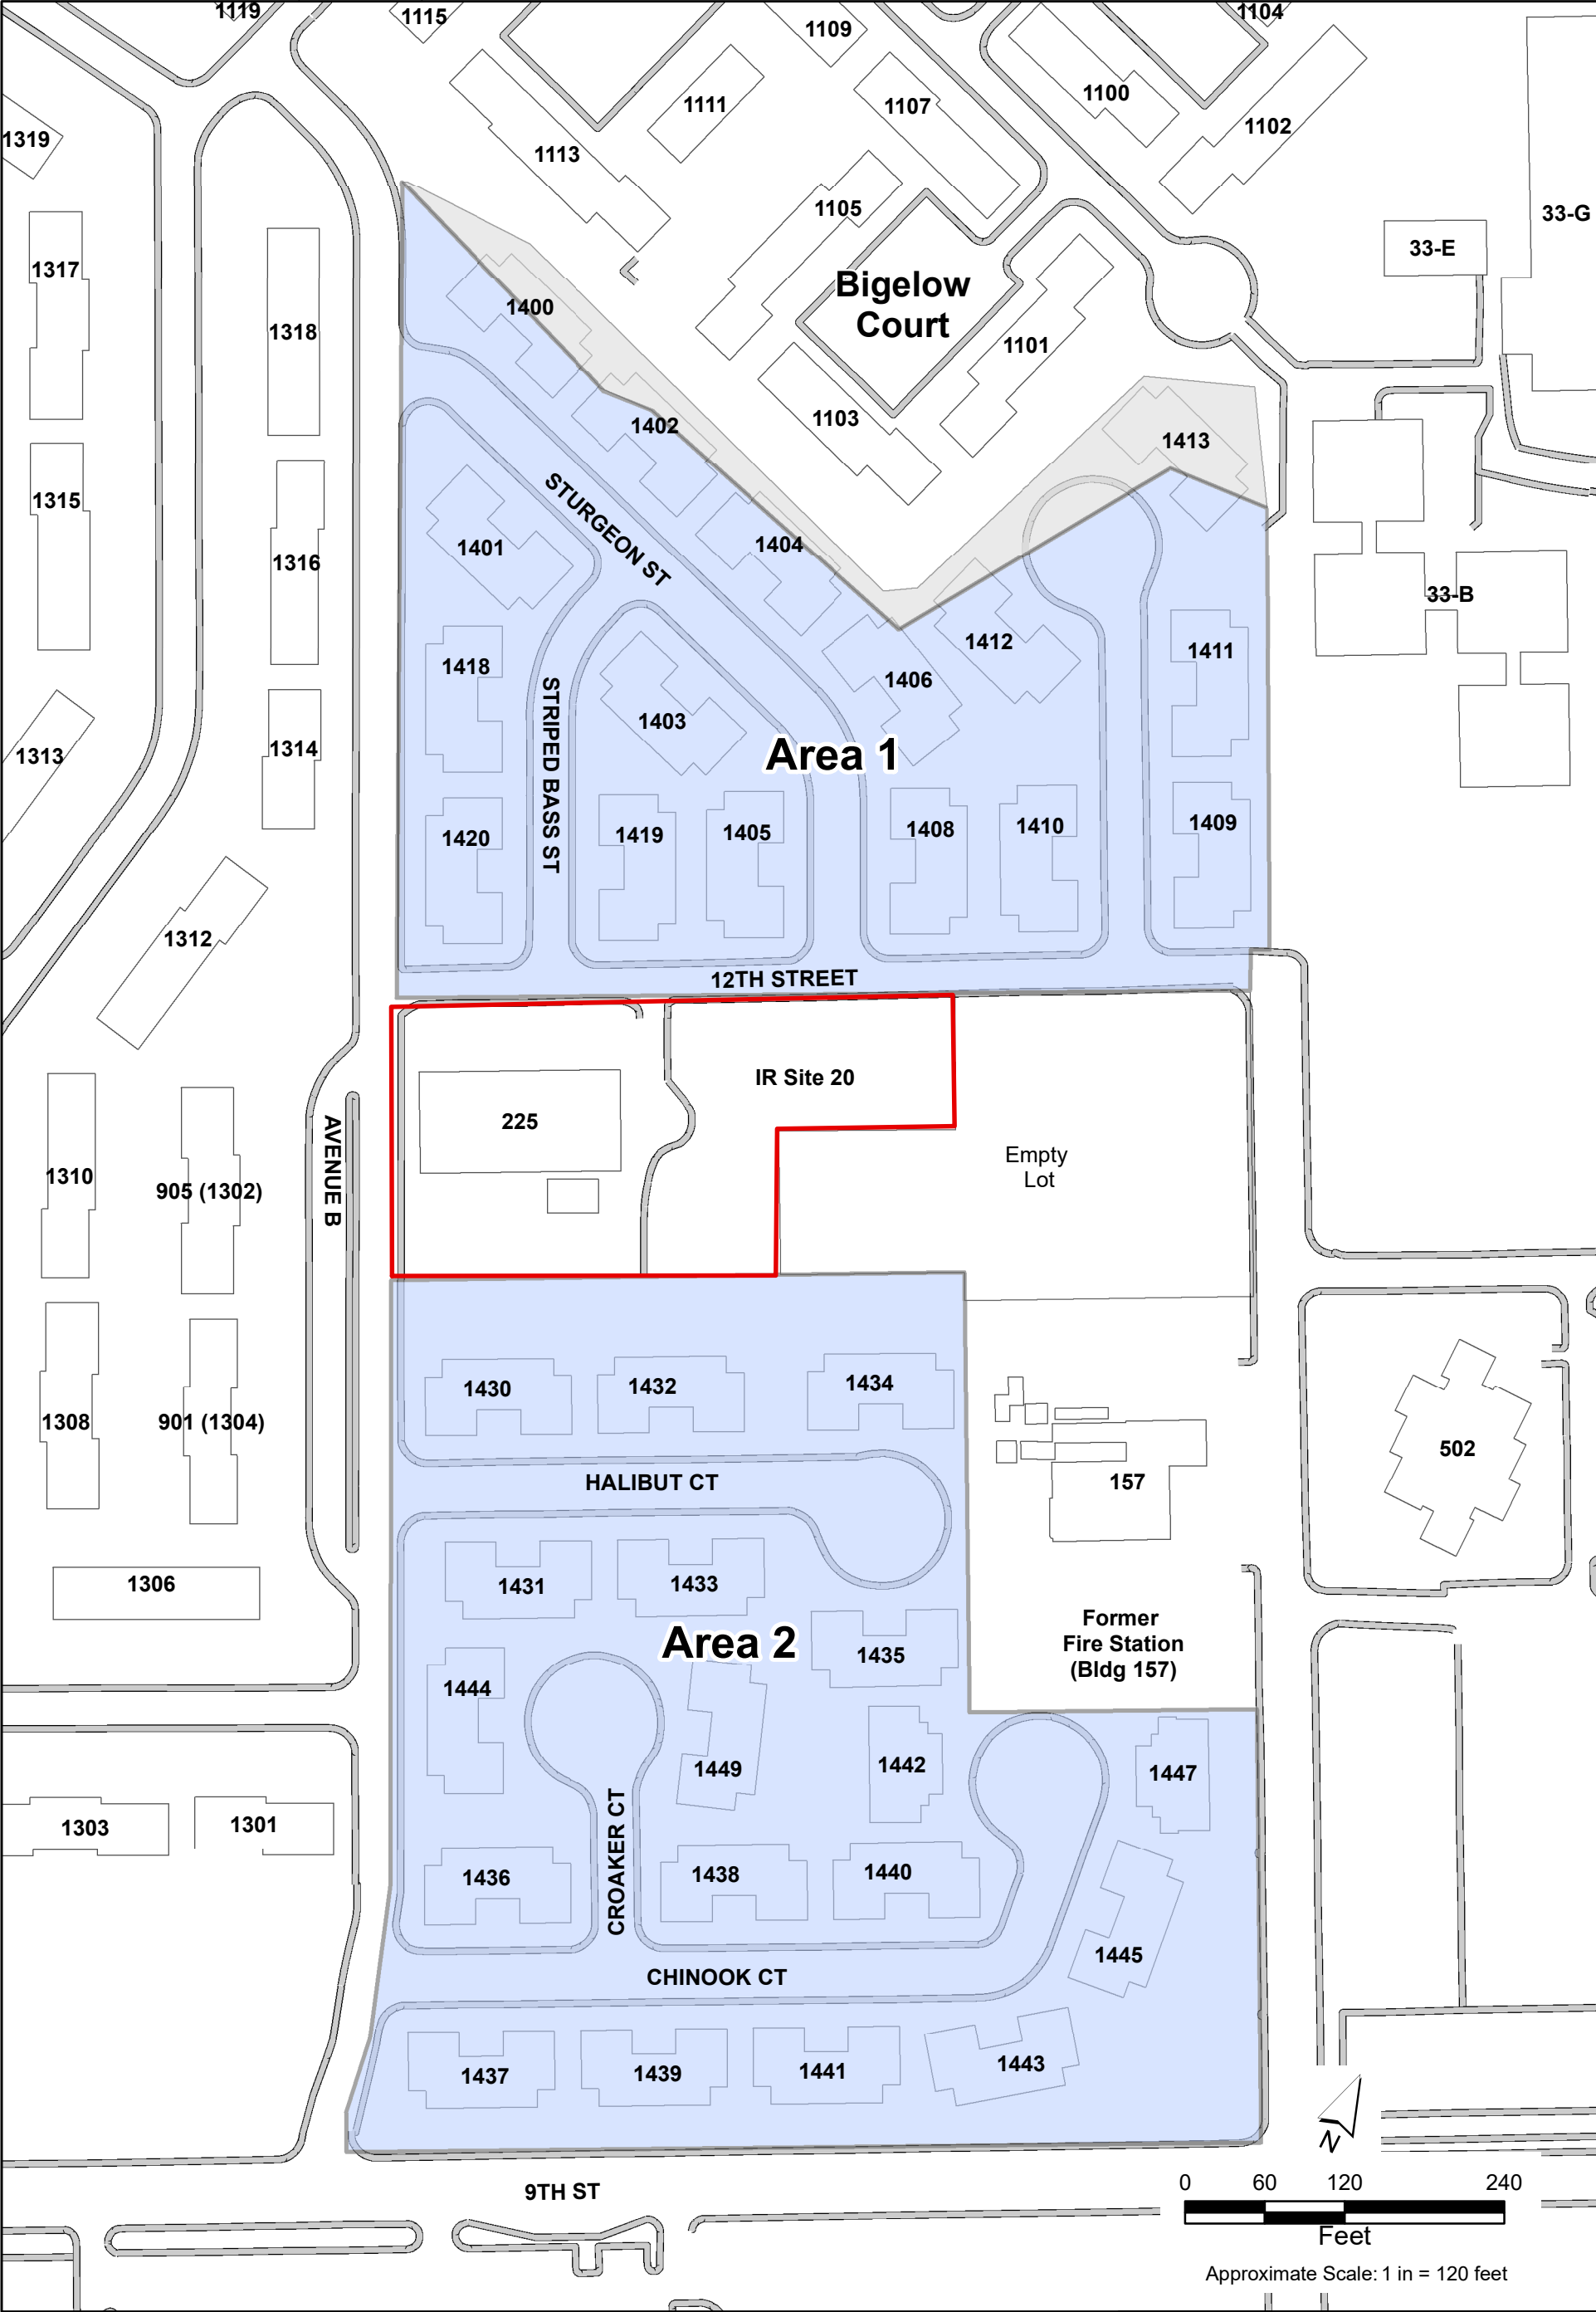 1119
1115
1109
1104
1111
1107
1100
1102
1319
1113
1105
33-G
33-E
1317
1318
1400
Bigelow
Court
1101
1402
1103
1413
1315
1316
1401
STURGEON ST
1404
33-B
1418
1412
1411
1406
1403
STRIPED BASS ST
1313
1314
Area 1
1420
1419
1405
1408
1410
1409
1312
12TH STREET
IR Site 20
225
AVENUE B
Empty
Lot
1310
905 (1302)
1430
1432
1434
1308
901 (1304)
502
HALIBUT CT
157
1306
1431
1433
Area 2
1435
Former
Fire Station
(Bldg 157)
1444
1449
1442
1447
1303
1301
CROAKER CT
1436
1438
1440
1445
CHINOOK CT
1437
1439
1441
1443
N
9TH ST
0 60 120 240
Feet
Approximate Scale: 1 in = 120 feet